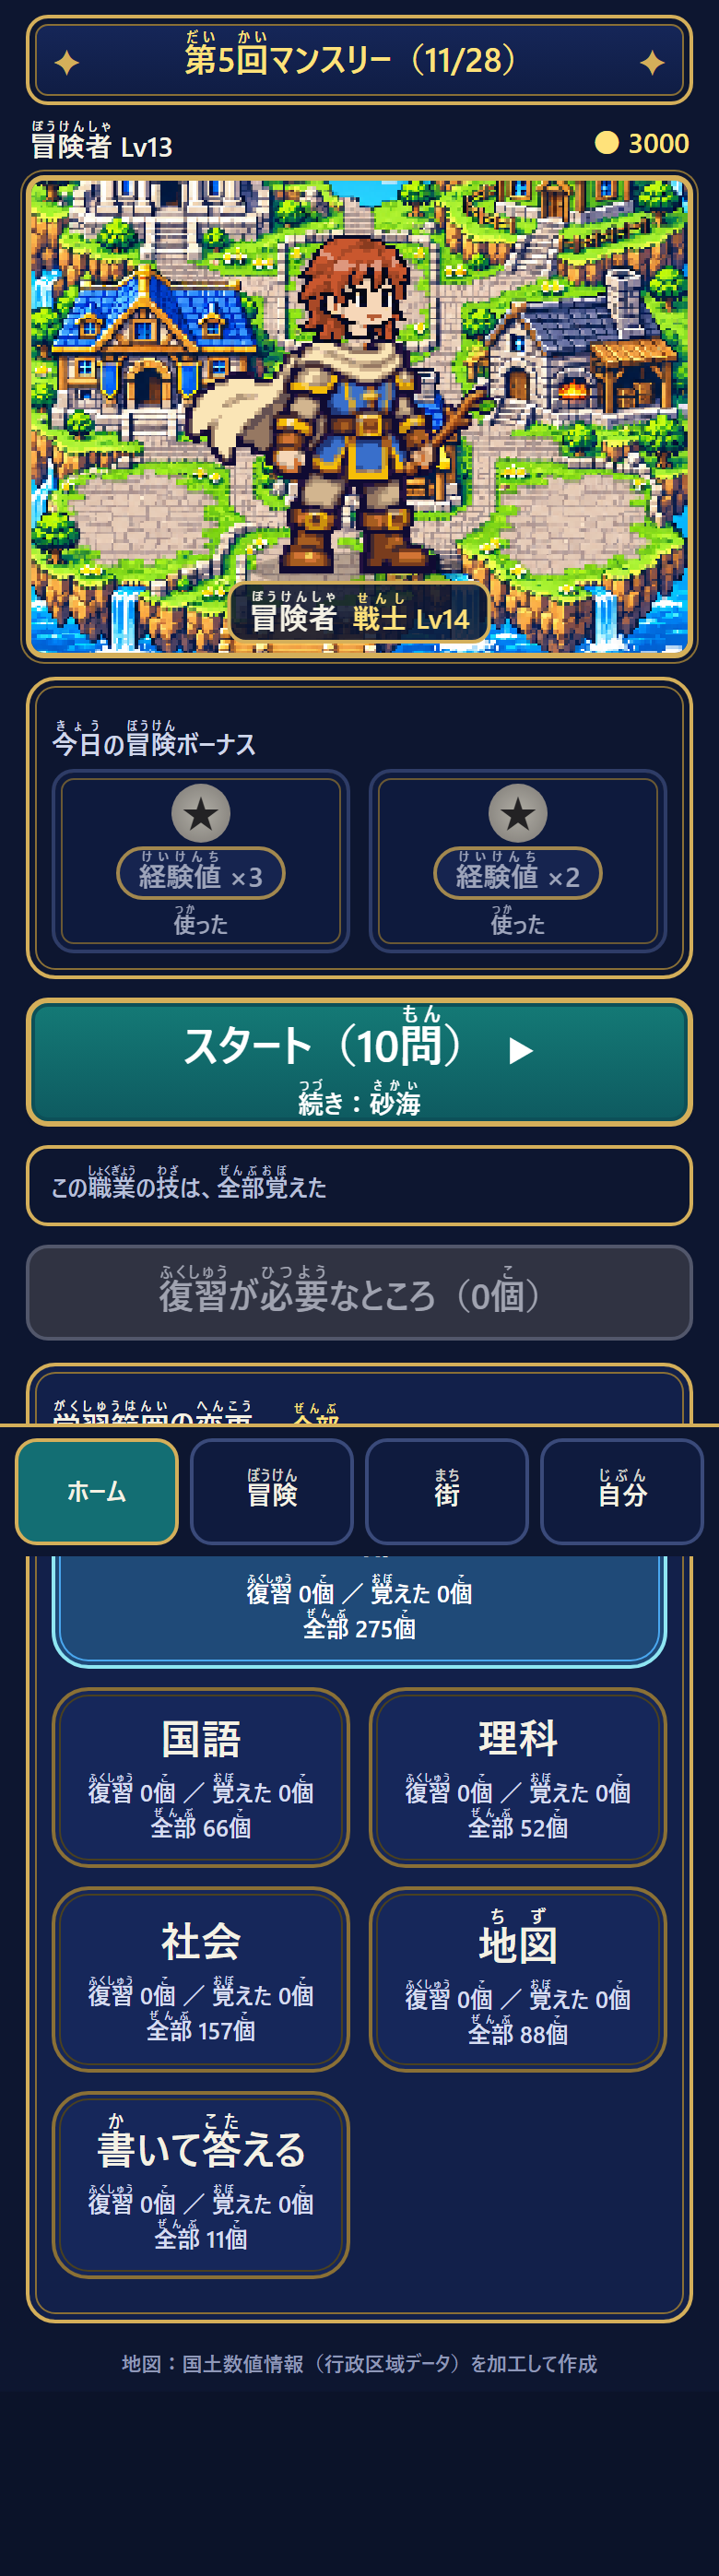 第5回マンスリー（11/28）
冒険者 Lv13
3000
冒険者 戦士 Lv14
今日の冒険ボーナス
経験値 ×3
使った
経験値 ×2
使った
スタート（10問） ▶
続き：砂海
この職業の技は、全部覚えた
復習が必要なところ（0個）
ホーム
冒険
街
自分
復習 0個 ／ 覚えた 0個
全部 275個
国語
復習 0個 ／ 覚えた 0個
全部 66個
理科
復習 0個 ／ 覚えた 0個
全部 52個
社会
復習 0個 ／ 覚えた 0個
全部 157個
地図
復習 0個 ／ 覚えた 0個
全部 88個
書いて答える
復習 0個 ／ 覚えた 0個
全部 11個
地図：国土数値情報（行政区域データ）を加工して作成